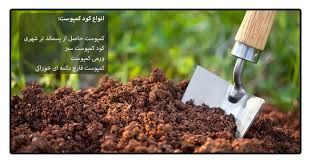 انواع کود کمپوست:
کمپوست حاصل از پسماند تر شهری
کود کمپوست سبز
ورمی کمپوست
کمپوست قارچ دکمه ای خوراکی